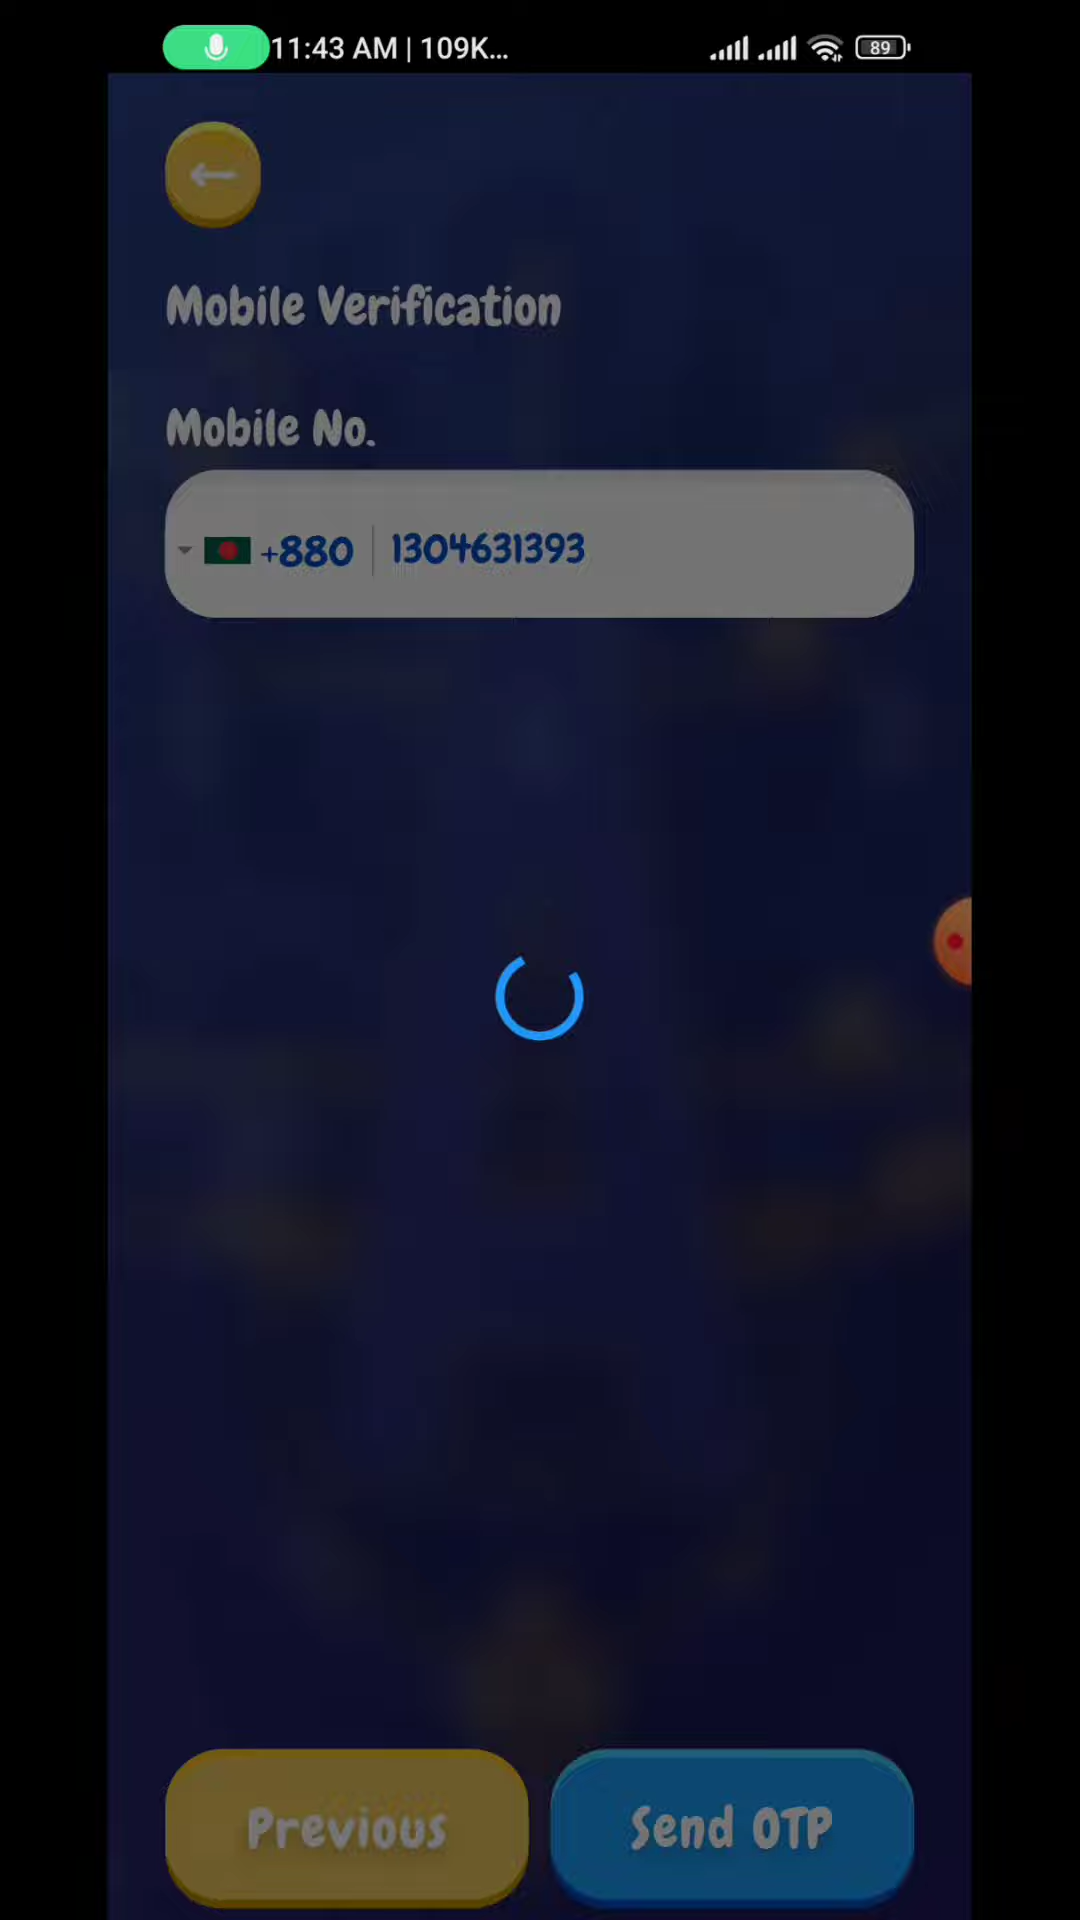 11:43 AM | 109K...
89
Mobile Verification
Mobile No.
+880 1304631393
Previous
Send OTP